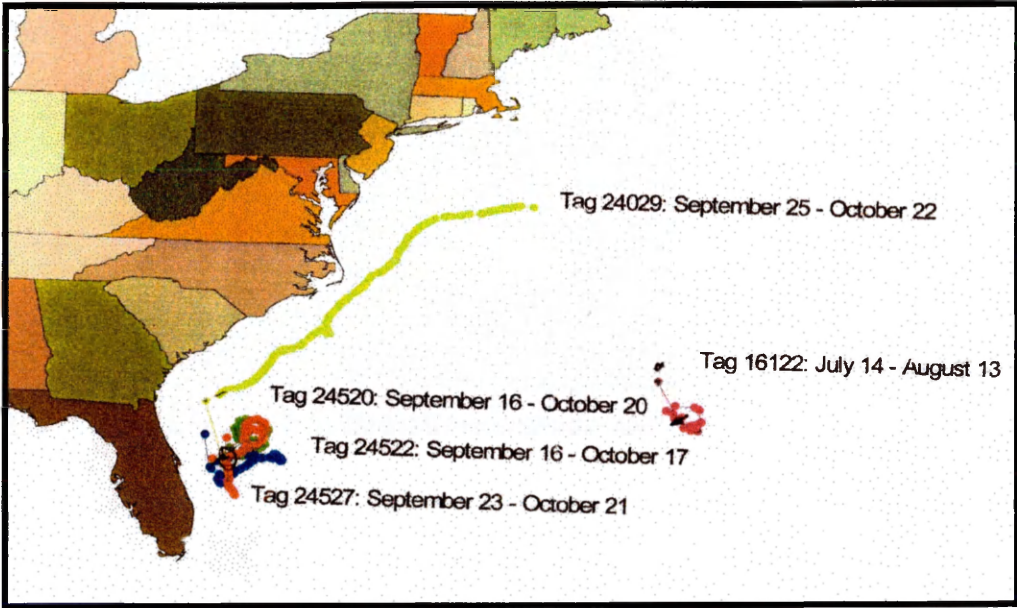 Tag 24029: September 25 - October 22
Tag 16122: July 14 - August 13
Tag 24520: September 16 - October 20
Tag 24522: September 16 - October 17
Tag 24527: September 23 - October 21